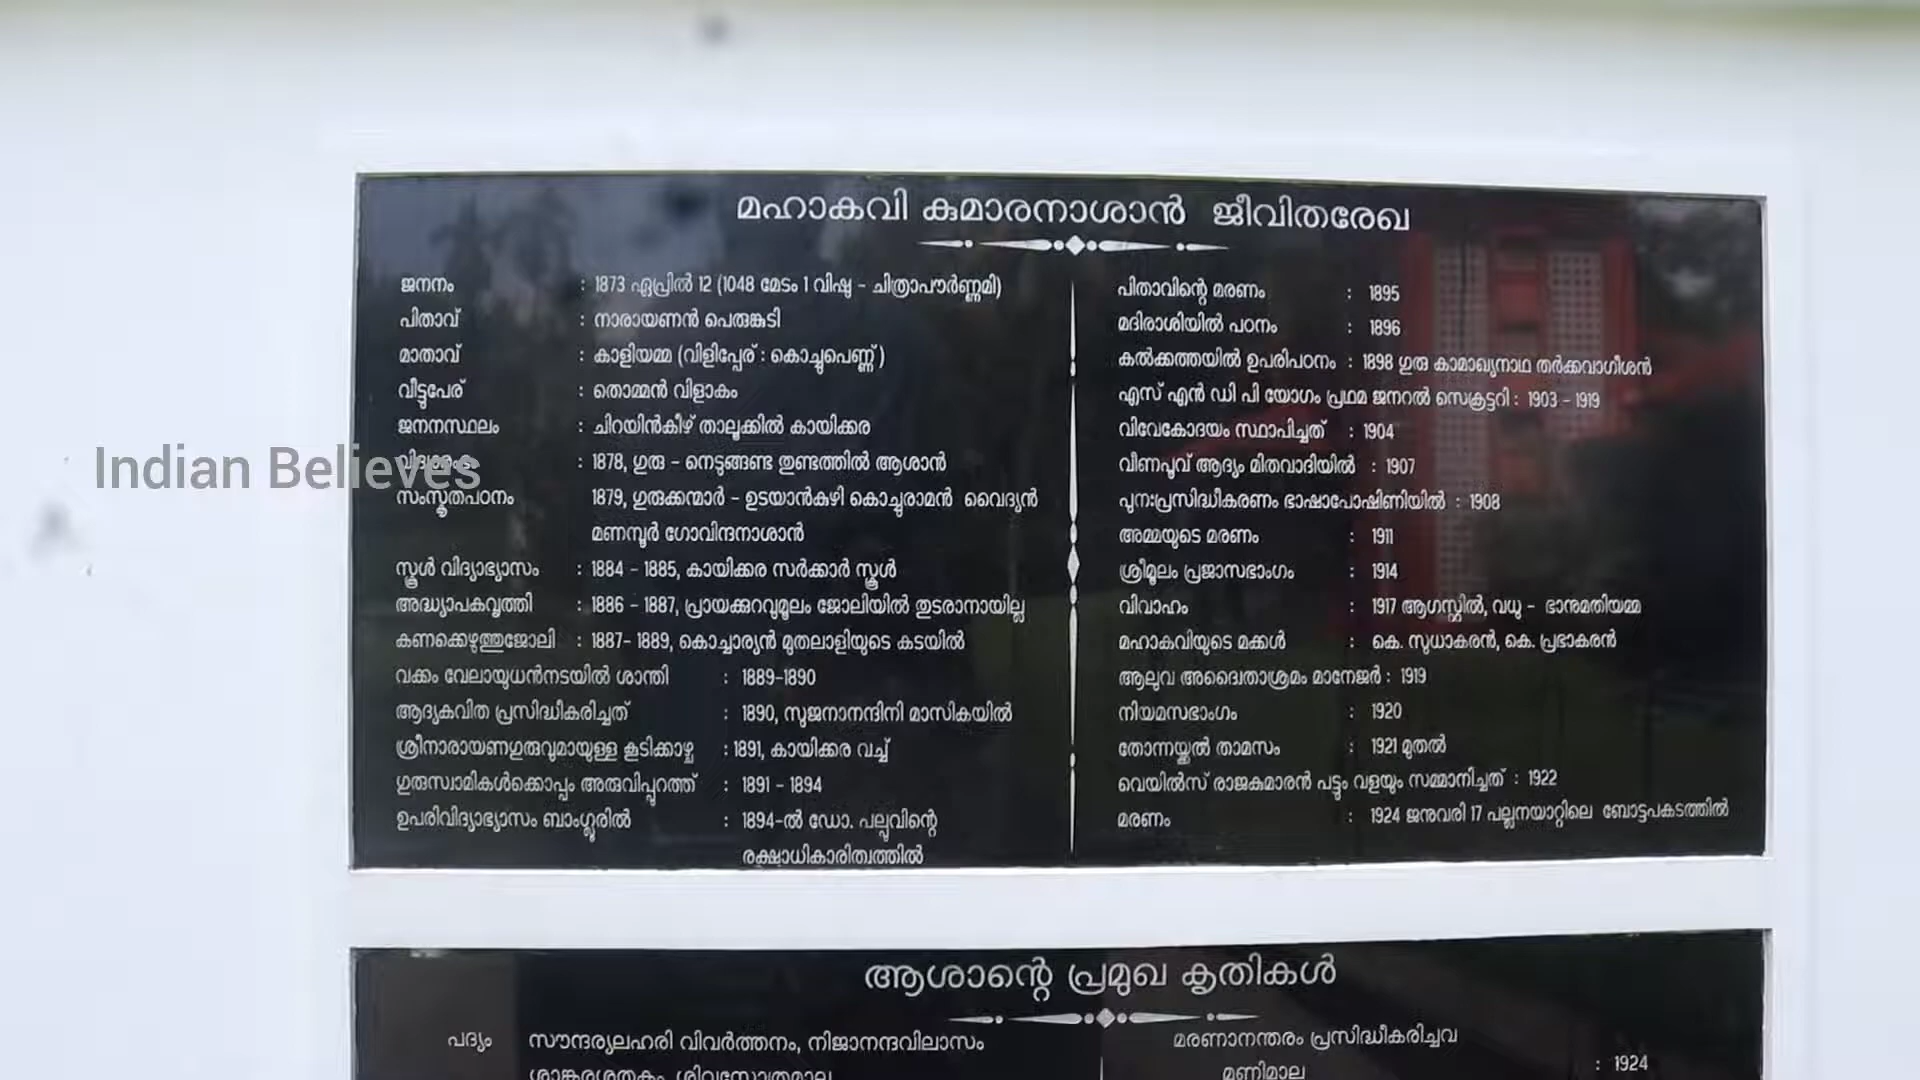 മഹാകവി കുമാരനാശാൻ ജീവിതരേഖ
ജനനം : 1873 ഏപ്രിൽ 12 (1048 മേടം 1 വിഷു - ചിത്രാപൗർണ്ണമി)
പിതാവ് : നാരായണൻ പെരുങ്കുടി
മാതാവ് : കാളിയമ്മ (വിളിപ്പേര് : കൊച്ചുപെണ്ണ്)
വീട്ടുപേര് : തൊമ്മൻ വിളാകം
ജനനസ്ഥലം : ചിറയിൻകീഴ് താലൂക്കിൽ കായിക്കര
Indian Believes
: 1878, ഗുരു - നെടുങ്ങണ്ട തുണ്ടത്തിൽ ആശാൻ
സംസ്കൃതപഠനം 1879, ഗുരുക്കന്മാർ - ഉടയാൻകുഴി കൊച്ചുരാമൻ വൈദ്യൻ
മണമ്പൂർ ഗോവിന്ദനാശാൻ
സ്കൂൾ വിദ്യാഭ്യാസം : 1884 - 1885, കായിക്കര സർക്കാർ സ്കൂൾ
അദ്ധ്യാപകവൃത്തി : 1886 - 1887, പ്രായക്കുറവുമൂലം ജോലിയിൽ തുടരാനായില്ല
കണക്കെഴുത്തുജോലി : 1887- 1889, കൊച്ചാര്യൻ മുതലാളിയുടെ കടയിൽ
വക്കം വേലായുധൻനടയിൽ ശാന്തി : 1889-1890
ആദ്യകവിത പ്രസിദ്ധീകരിച്ചത് : 1890, സുജനാനന്ദിനി മാസികയിൽ
ശ്രീനാരായണഗുരുവുമായുള്ള കൂടിക്കാഴ്ച : 1891, കായിക്കര വച്ച്
ഗുരുസ്വാമികൾക്കൊപ്പം അരുവിപ്പുറത്ത് : 1891 - 1894
ഉപരിവിദ്യാഭ്യാസം ബാംഗ്ലൂരിൽ : 1894-ൽ ഡോ. പല്പുവിന്റെ
രക്ഷാധികാരിത്വത്തിൽ
പിതാവിന്റെ മരണം : 1895
മദിരാശിയിൽ പഠനം : 1896
കൽക്കത്തയിൽ ഉപരിപഠനം : 1898 ഗുരു കാമാഖ്യനാഥ തർക്കവാഗീശൻ
എസ് എൻ ഡി പി യോഗം പ്രഥമ ജനറൽ സെക്രട്ടറി : 1903 - 1919
വിവേകോദയം സ്ഥാപിച്ചത് : 1904
വീണപൂവ് ആദ്യം മിതവാദിയിൽ : 1907
പുനഃപ്രസിദ്ധീകരണം ഭാഷാപോഷിണിയിൽ : 1908
അമ്മയുടെ മരണം : 1911
ശ്രീമൂലം പ്രജാസഭാംഗം : 1914
വിവാഹം : 1917 ആഗസ്റ്റിൽ, വധു - ഭാനുമതിയമ്മ
മഹാകവിയുടെ മക്കൾ : കെ. സുധാകരൻ, കെ. പ്രഭാകരൻ
ആലുവ അദ്വൈതാശ്രമം മാനേജർ : 1919
നിയമസഭാംഗം : 1920
തോന്നയ്ക്കൽ താമസം : 1921 മുതൽ
വെയിൽസ് രാജകുമാരൻ പട്ടും വളയും സമ്മാനിച്ചത് : 1922
മരണം : 1924 ജനുവരി 17 പല്ലനയാറ്റിലെ ബോട്ടപകടത്തിൽ
ആശാന്റെ പ്രമുഖ കൃതികൾ
പദ്യം സൗന്ദര്യലഹരി വിവർത്തനം, നിജാനന്ദവിലാസം
ശാങ്കരശതകം, ശിവസ്തോത്രമാല
മരണാനന്തരം പ്രസിദ്ധീകരിച്ചവ
മണിമാല : 1924